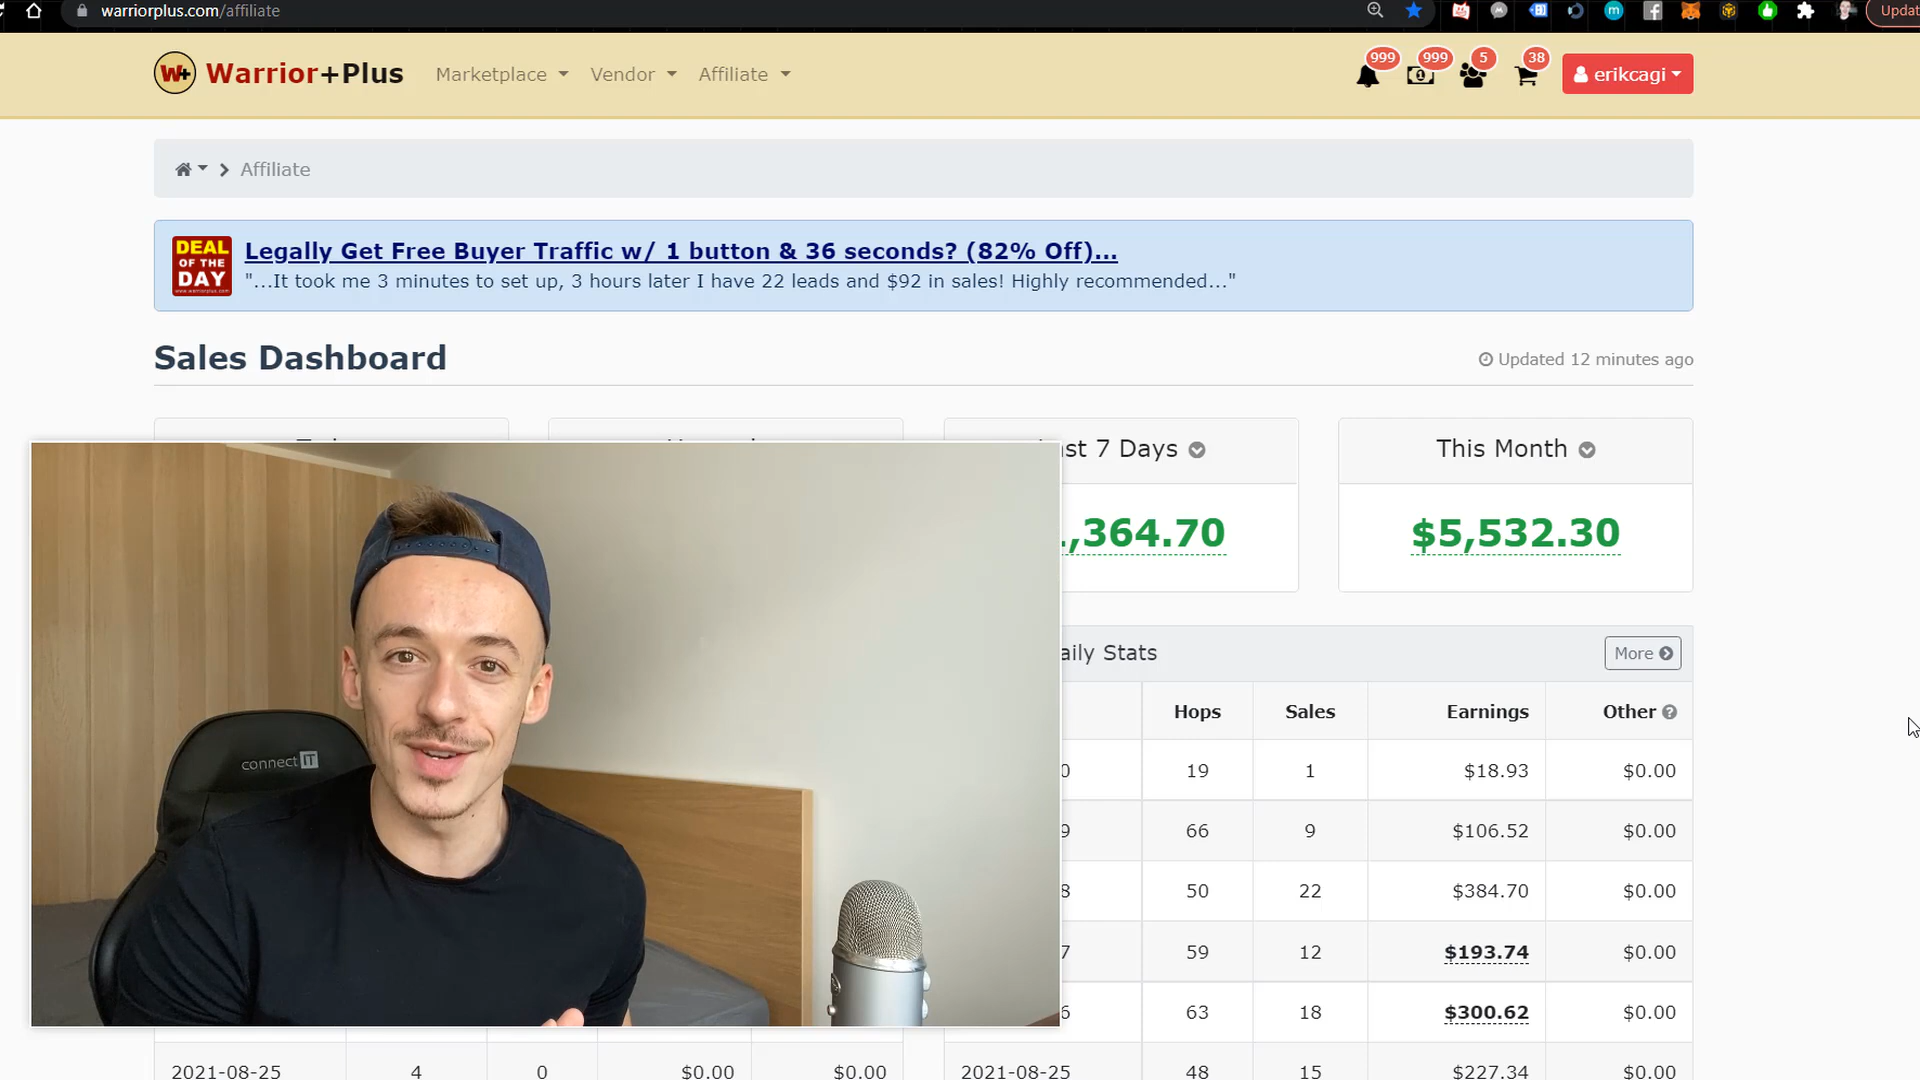 warriorplus.com/affiliate
Updat
W+ Warrior+Plus Marketplace Vendor Affiliate 999 999 5 38 erikcagi
Affiliate
DEAL OF THE DAY
Legally Get Free Buyer Traffic w/ 1 button & 36 seconds? (82% Off)...
"...It took me 3 minutes to set up, 3 hours later I have 22 leads and $92 in sales! Highly recommended..."
Sales Dashboard
Updated 12 minutes ago
st 7 Days
This Month
,364.70
$5,532.30
aily Stats
More
Hops Sales Earnings Other
0 19 1 $18.93 $0.00
9 66 9 $106.52 $0.00
8 50 22 $384.70 $0.00
7 59 12 $193.74 $0.00
6 63 18 $300.62 $0.00
2021-08-25 4 0 $0.00 $0.00
2021-08-25 48 15 $227.34 $0.00
connect IT